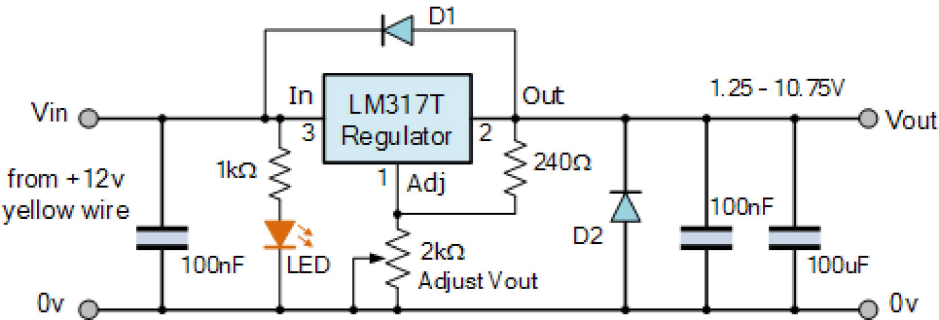 D1
Vin
In
LM317T
Regulator
Out
1.25 - 10.75V
Vout
3
2
from +12v
yellow wire
1kΩ
1
Adj
240Ω
100nF
LED
2kΩ
Adjust Vout
D2
100nF
100uF
0v
0v